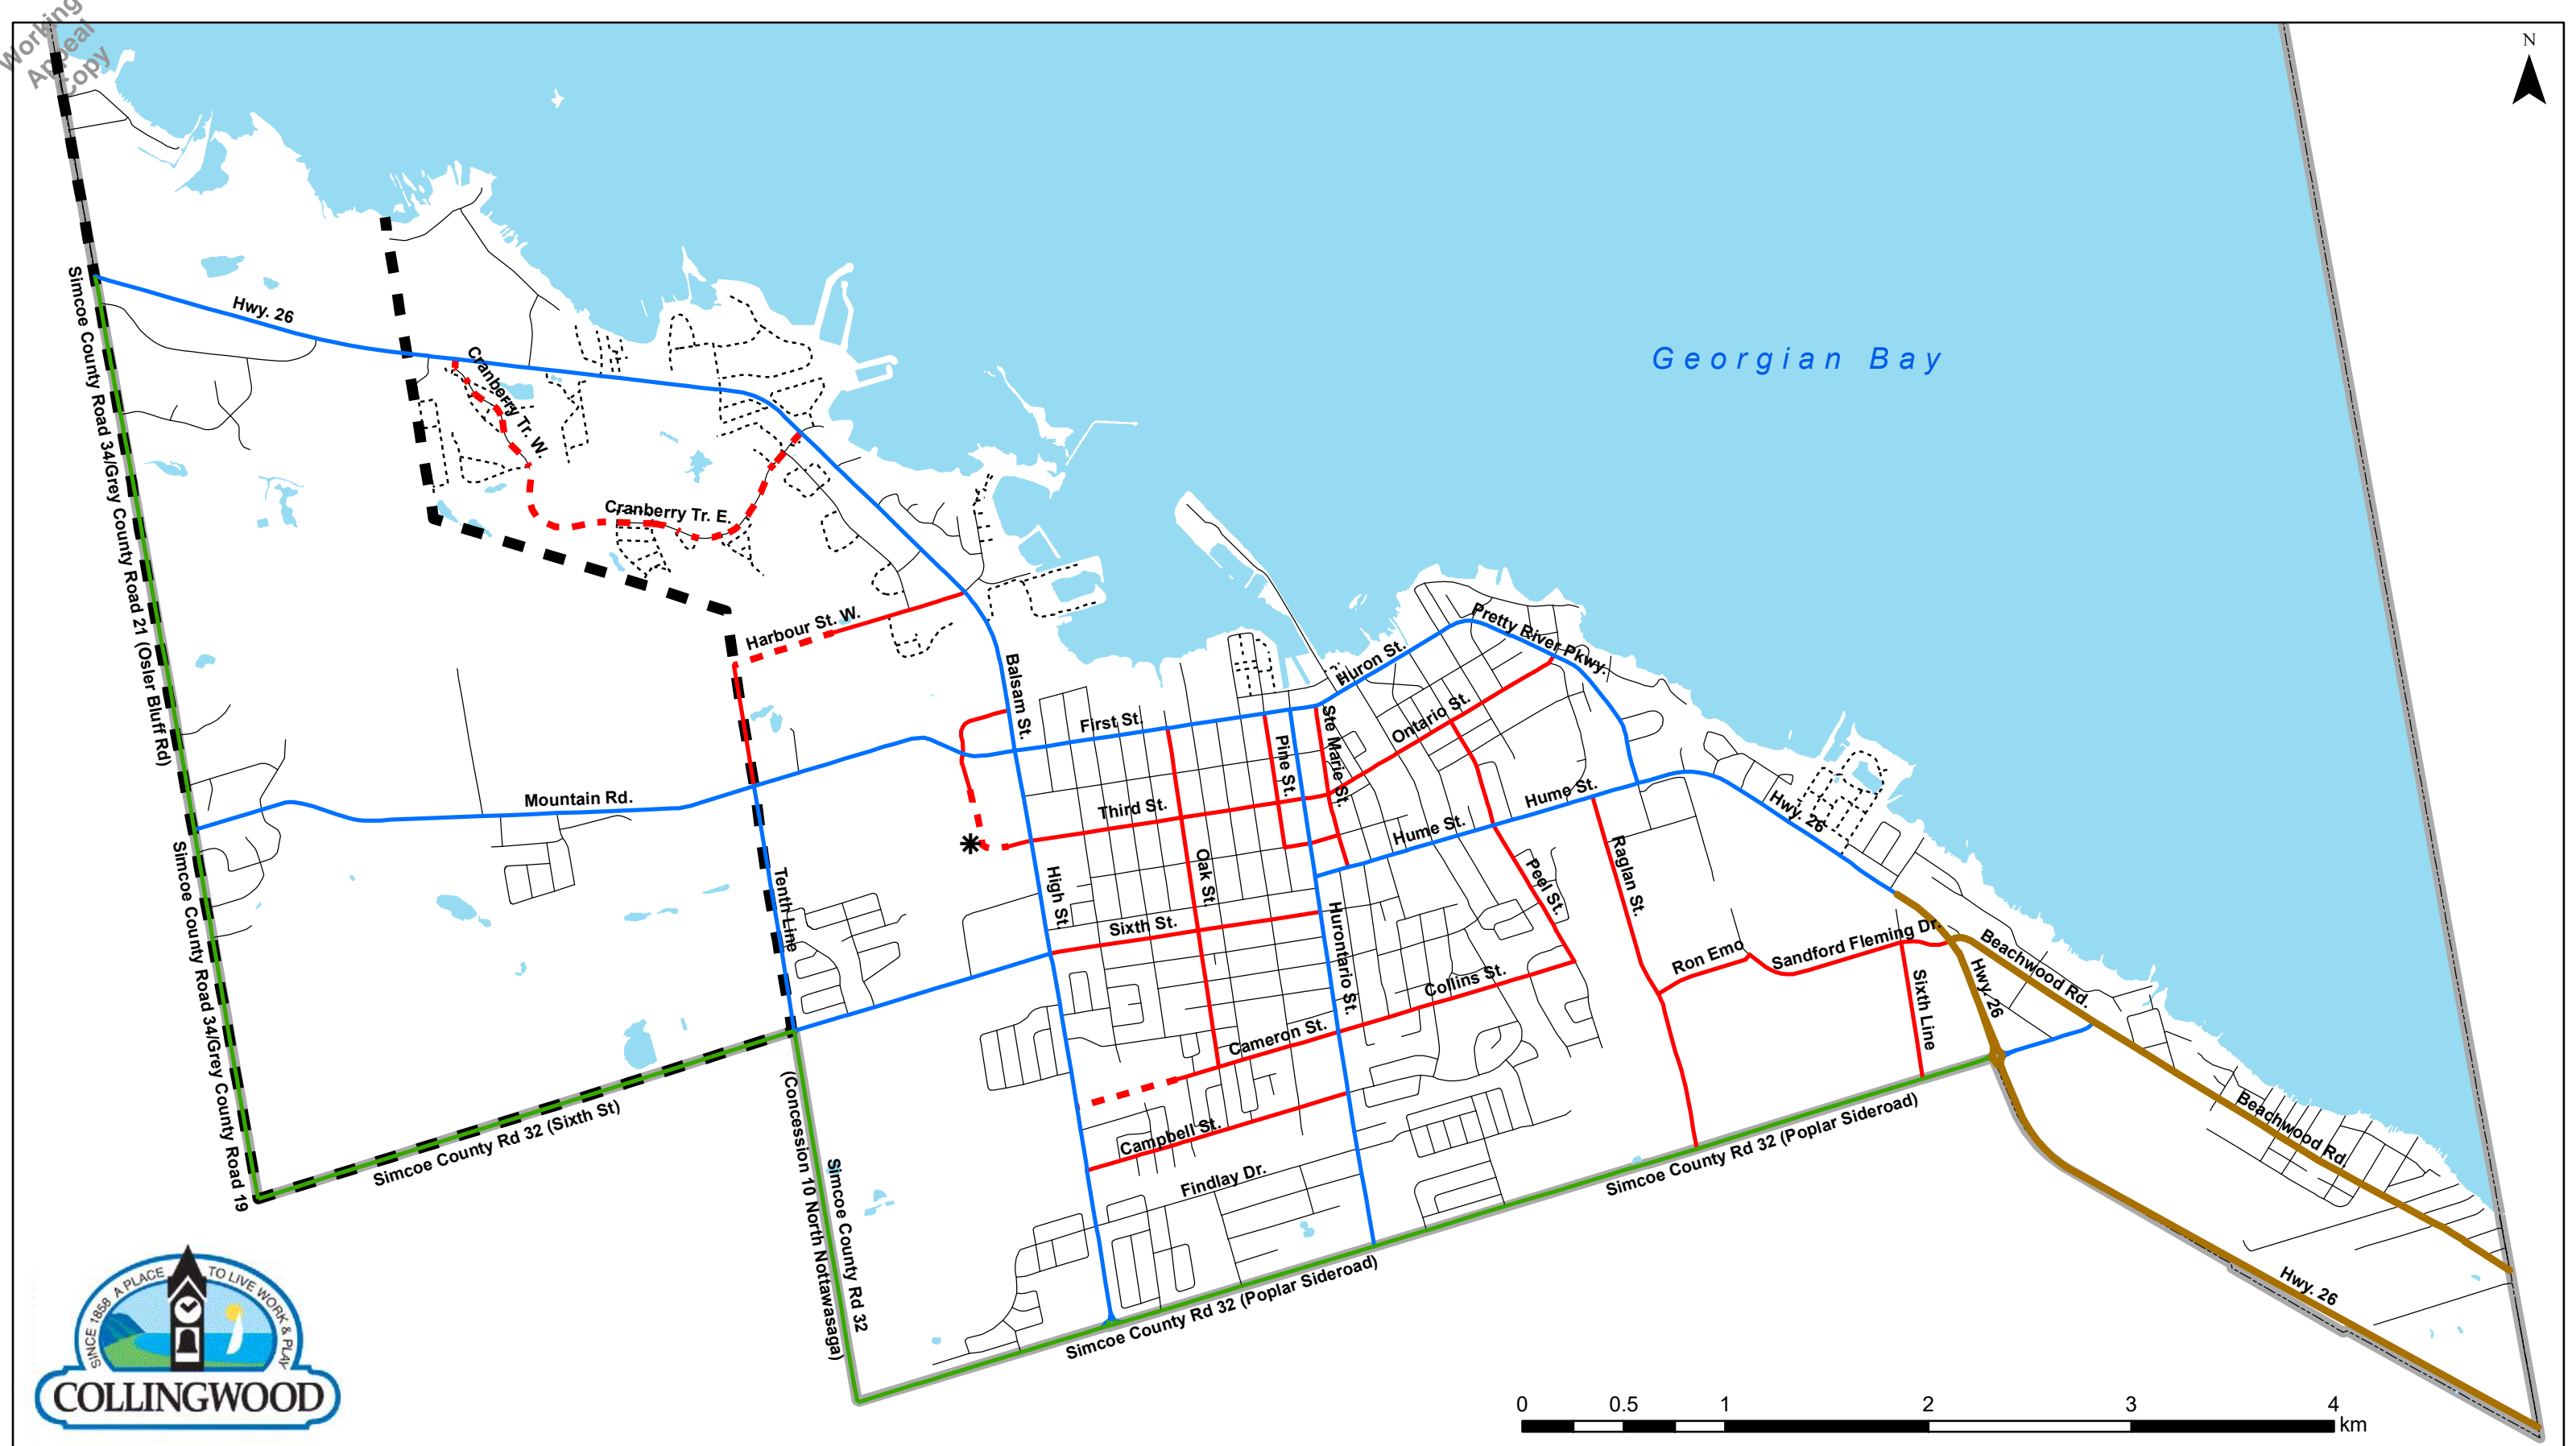 Working
Appeal
Copy
N
Georgian Bay
Hwy. 26
Simcoe County Road 34/Grey County Road 21 (Osler Bluff Rd)
Cranberry Tr. W.
Cranberry Tr. E.
Harbour St. W.
Balsam St.
First St.
Huron St.
Pretty River Pkwy.
Ontario St.
Ste Marie St.
Pine St.
Third St.
Mountain Rd.
Hume St.
Hume St.
Hwy. 26
Simcoe County Road 34/Grey County Road 19
Tenth Line
High St.
Oak St.
Sixth St.
Hurontario St.
Peel St.
Raglan St.
Ron Emo
Sandford Fleming Dr.
Sixth Line
Hwy. 26
Beachwood Rd.
Collins St.
Cameron St.
Campbell St.
Findlay Dr.
Simcoe County Rd 32 (Sixth St)
(Concession 10 North Nottawasaga)
Simcoe County Rd 32
Simcoe County Rd 32 (Poplar Sideroad)
Simcoe County Rd 32 (Poplar Sideroad)
Beachwood Rd.
Hwy. 26
SINCE 1858 A PLACE TO LIVE WORK & PLAY
COLLINGWOOD
0 0.5 1 2 3 4
km